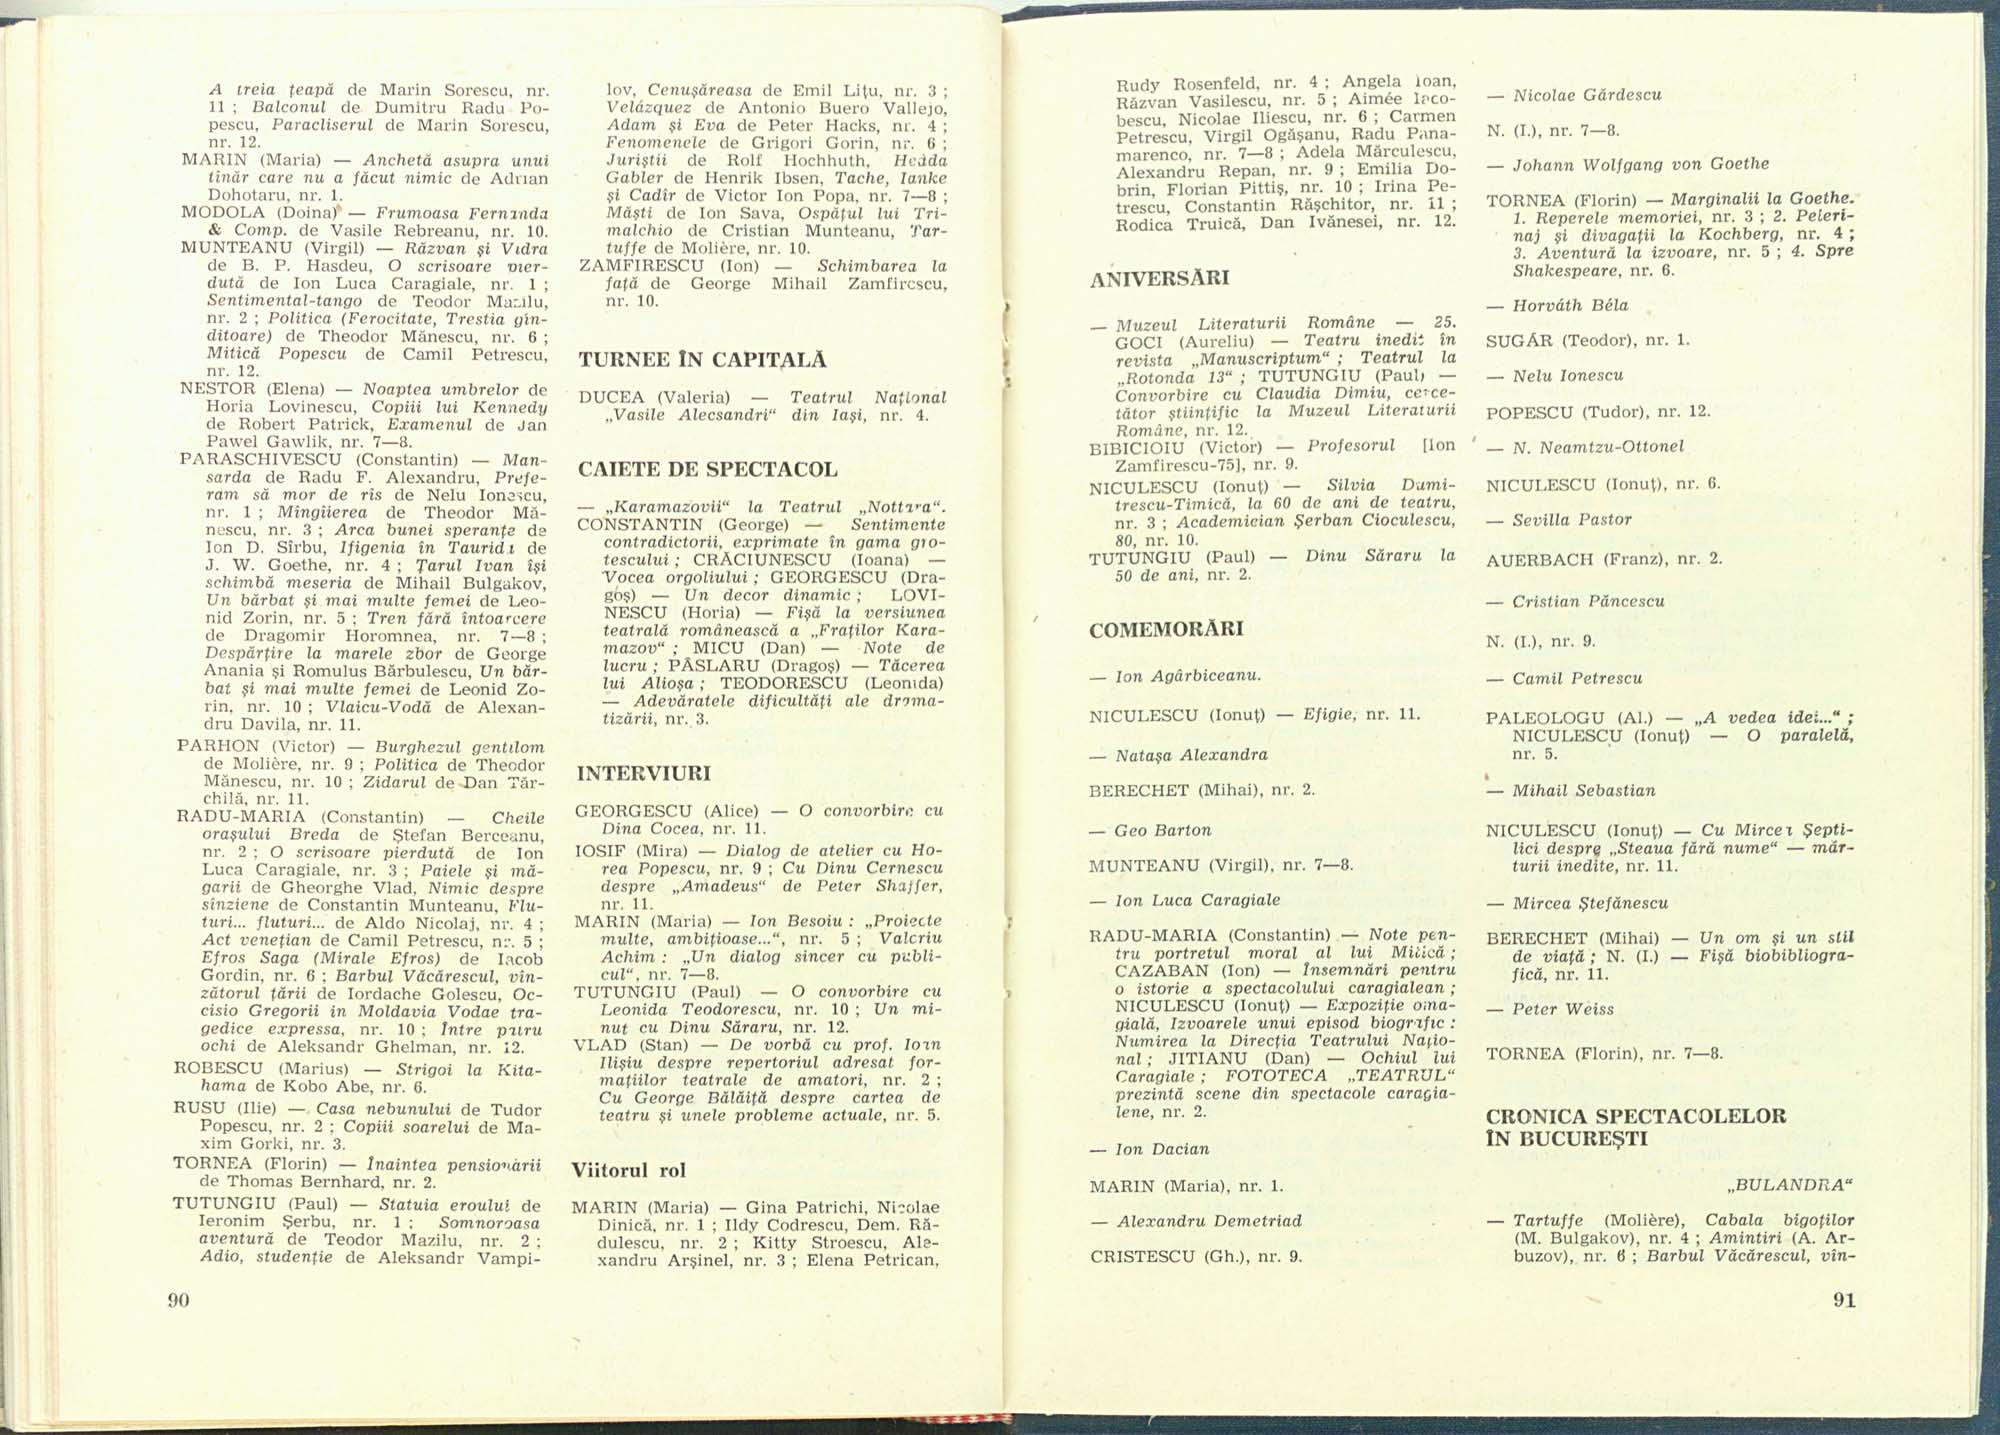 A treia țeapă de Marin Sorescu, nr.
11 ; Balconul de Dumitru Radu Po-
pescu, Paracliserul de Marin Sorescu,
nr. 12.
MARIN (Maria) — Anchetă asupra unui
tînăr care nu a făcut nimic de Adrian
Dohotaru, nr. 1.
MODOLA (Doina) — Frumoasa Fernanda
& Comp. de Vasile Rebreanu, nr. 10.
MUNTEANU (Virgil) — Răzvan și Vidra
de B. P. Hasdeu, O scrisoare pier-
dută de Ion Luca Caragiale, nr. 1 ;
Sentimental-tango de Teodor Mazilu,
nr. 2 ; Politica (Ferocitate, Trestia gîn-
ditoare) de Theodor Mănescu, nr. 6 ;
Mitică Popescu de Camil Petrescu,
nr. 12.
NESTOR (Elena) — Noaptea umbrelor de
Horia Lovinescu, Copiii lui Kennedy
de Robert Patrick, Examenul de Jan
Pawel Gawlik, nr. 7—8.
PARASCHIVESCU (Constantin) — Man-
sarda de Radu F. Alexandru, Prefe-
ram să mor de rîs de Nelu Ionescu,
nr. 1 ; Mîngîierea de Theodor Mă-
nescu, nr. 3 ; Arca bunei speranțe de
Ion D. Sîrbu, Ifigenia în Taurida de
J. W. Goethe, nr. 4 ; Țarul Ivan își
schimbă meseria de Mihail Bulgakov,
Un bărbat și mai multe femei de Leo-
nid Zorin, nr. 5 ; Tren fără întoarcere
de Dragomir Horomnea, nr. 7—8 ;
Despărțire la marele zbor de George
Anania și Romulus Bărbulescu, Un băr-
bat și mai multe femei de Leonid Zo-
rin, nr. 10 ; Vlaicu-Vodă de Alexan-
dru Davila, nr. 11.
PARHON (Victor) — Burghezul gentilom
de Molière, nr. 9 ; Politica de Theodor
Mănescu, nr. 10 ; Zidarul de Dan Tăr-
chilă, nr. 11.
RADU-MARIA (Constantin) — Cheile
orașului Breda de Ștefan Berceanu,
nr. 2 ; O scrisoare pierdută de Ion
Luca Caragiale, nr. 3 ; Paiele și mă-
garii de Gheorghe Vlad, Nimic despre
sînziene de Constantin Munteanu, Flu-
turi... fluturi... de Aldo Nicolaj, nr. 4 ;
Act venețian de Camil Petrescu, nr. 5 ;
Efros Saga (Mirale Efros) de Iacob
Gordin, nr. 6 ; Barbul Văcărescul, vîn-
zătorul țării de Iordache Golescu, Oc-
cisio Gregorii in Moldavia Vodae tra-
gedice expressa, nr. 10 ; Între patru
ochi de Aleksandr Ghelman, nr. 12.
ROBESCU (Marius) — Strigoi la Kita-
hama de Kobo Abe, nr. 6.
RUSU (Ilie) — Casa nebunului de Tudor
Popescu, nr. 2 ; Copiii soarelui de Ma-
xim Gorki, nr. 3.
TORNEA (Florin) — Înaintea pensionării
de Thomas Bernhard, nr. 2.
TUTUNGIU (Paul) — Statuia eroului de
Ieronim Șerbu, nr. 1 ; Somnoroasa
aventură de Teodor Mazilu, nr. 2 ;
Adio, studenție de Aleksandr Vampi-
90
lov, Cenușăreasa de Emil Lițu, nr. 3 ;
Velázquez de Antonio Buero Vallejo,
Adam și Eva de Peter Hacks, nr. 4 ;
Fenomenele de Grigori Gorin, nr. 6 ;
Juriștii de Rolf Hochhuth, Hedda
Gabler de Henrik Ibsen, Tache, Ianke
și Cadîr de Victor Ion Popa, nr. 7—8 ;
Măști de Ion Sava, Ospățul lui Tri-
malchio de Cristian Munteanu, Tar-
tuffe de Molière, nr. 10.
ZAMFIRESCU (Ion) — Schimbarea la
față de George Mihail Zamfirescu,
nr. 10.
TURNEE ÎN CAPITALĂ
DUCEA (Valeria) — Teatrul Național
„Vasile Alecsandri“ din Iași, nr. 4.
CAIETE DE SPECTACOL
— „Karamazovii“ la Teatrul „Nottara“.
CONSTANTIN (George) — Sentimente
contradictorii, exprimate în gama gro-
tescului ; CRĂCIUNESCU (Ioana) —
Vocea orgoliului ; GEORGESCU (Dra-
goș) — Un decor dinamic ; LOVI-
NESCU (Horia) — Fișă la versiunea
teatrală românească a „Fraților Kara-
mazov“ ; MICU (Dan) — Note de
lucru ; PÂSLARU (Dragoș) — Tăcerea
lui Alioșa ; TEODORESCU (Leonida)
— Adevăratele dificultăți ale drama-
tizării, nr. 3.
INTERVIURI
GEORGESCU (Alice) — O convorbire cu
Dina Cocea, nr. 11.
IOSIF (Mira) — Dialog de atelier cu Ho-
rea Popescu, nr. 9 ; Cu Dinu Cernescu
despre „Amadeus“ de Peter Shaffer,
nr. 11.
MARIN (Maria) — Ion Besoiu : „Proiecte
multe, ambițioase...“, nr. 5 ; Valeriu
Achim : „Un dialog sincer cu publi-
cul“, nr. 7—8.
TUTUNGIU (Paul) — O convorbire cu
Leonida Teodorescu, nr. 10 ; Un mi-
nut cu Dinu Săraru, nr. 12.
VLAD (Stan) — De vorbă cu prof. Ioan
Ilișiu despre repertoriul adresat for-
mațiilor teatrale de amatori, nr. 2 ;
Cu George Bălăiță despre cartea de
teatru și unele probleme actuale, nr. 5.
Viitorul rol
MARIN (Maria) — Gina Patrichi, Nicolae
Dinică, nr. 1 ; Ildy Codrescu, Dem. Ră-
dulescu, nr. 2 ; Kitty Stroescu, Ale-
xandru Arșinel, nr. 3 ; Elena Petrican,
Rudy Rosenfeld, nr. 4 ; Angela Ioan,
Răzvan Vasilescu, nr. 5 ; Aimée Iaco-
bescu, Nicolae Iliescu, nr. 6 ; Carmen
Petrescu, Virgil Ogășanu, Radu Pana-
marenco, nr. 7—8 ; Adela Mărculescu,
Alexandru Repan, nr. 9 ; Emilia Do-
brin, Florian Pittiș, nr. 10 ; Irina Pe-
trescu, Constantin Rășchitor, nr. 11 ;
Rodica Truică, Dan Ivănesei, nr. 12.
ANIVERSĂRI
— Muzeul Literaturii Române — 25.
GOCI (Aureliu) — Teatru inedit în
revista „Manuscriptum“ ; Teatrul la
„Rotonda 13“ ; TUTUNGIU (Paul) —
Convorbire cu Claudia Dimiu, cerce-
tător științific la Muzeul Literaturii
Române, nr. 12.
BIBICIOIU (Victor) — Profesorul [Ion
Zamfirescu-75], nr. 9.
NICULESCU (Ionuț) — Silvia Dumi-
trescu-Timică, la 60 de ani de teatru,
nr. 3 ; Academician Șerban Cioculescu,
80, nr. 10.
TUTUNGIU (Paul) — Dinu Săraru la
50 de ani, nr. 2.
COMEMORĂRI
— Ion Agârbiceanu.
NICULESCU (Ionuț) — Efigie, nr. 11.
— Natașa Alexandra
BERECHET (Mihai), nr. 2.
— Geo Barton
MUNTEANU (Virgil), nr. 7—8.
— Ion Luca Caragiale
RADU-MARIA (Constantin) — Note pen-
tru portretul moral al lui Mitică ;
CAZABAN (Ion) — Însemnări pentru
o istorie a spectacolului caragialean ;
NICULESCU (Ionuț) — Expoziție oma-
gială, Izvoarele unui episod biografic :
Numirea la Direcția Teatrului Națio-
nal ; JITIANU (Dan) — Ochiul lui
Caragiale ; FOTOTECA „TEATRUL“
prezintă scene din spectacole caragia-
lene, nr. 2.
— Ion Dacian
MARIN (Maria), nr. 1.
— Alexandru Demetriad
CRISTESCU (Gh.), nr. 9.
— Nicolae Gărdescu
N. (I.), nr. 7—8.
— Johann Wolfgang von Goethe
TORNEA (Florin) — Marginalii la Goethe.
1. Reperele memoriei, nr. 3 ; 2. Peleri-
naj și divagații la Kochberg, nr. 4 ;
3. Aventură la izvoare, nr. 5 ; 4. Spre
Shakespeare, nr. 6.
— Horváth Béla
SUGÁR (Teodor), nr. 1.
— Nelu Ionescu
POPESCU (Tudor), nr. 12.
— N. Neamtzu-Ottonel
NICULESCU (Ionuț), nr. 6.
— Sevilla Pastor
AUERBACH (Franz), nr. 2.
— Cristian Păncescu
N. (I.), nr. 9.
— Camil Petrescu
PALEOLOGU (Al.) — „A vedea idei...“ ;
NICULESCU (Ionuț) — O paralelă,
nr. 5.
— Mihail Sebastian
NICULESCU (Ionuț) — Cu Mircea Șepti-
lici despre „Steaua fără nume“ — măr-
turii inedite, nr. 11.
— Mircea Ștefănescu
BERECHET (Mihai) — Un om și un stil
de viață ; N. (I.) — Fișă biobibliogra-
fică, nr. 11.
— Peter Weiss
TORNEA (Florin), nr. 7—8.
CRONICA SPECTACOLELOR
ÎN BUCUREȘTI
„BULANDRA“
— Tartuffe (Molière), Cabala bigoților
(M. Bulgakov), nr. 4 ; Amintiri (A. Ar-
buzov), nr. 6 ; Barbul Văcărescul, vîn-
91